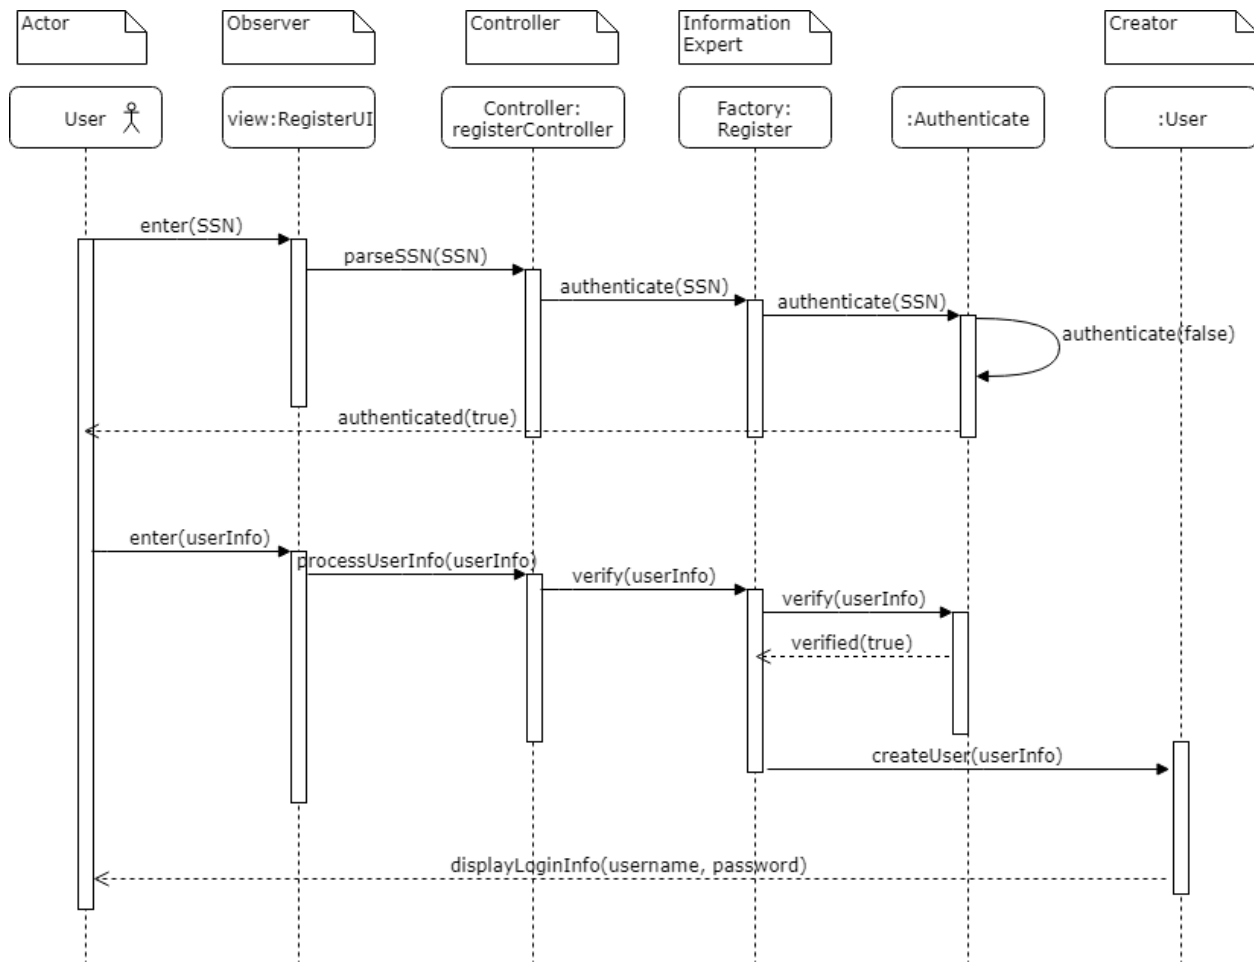 Actor
Observer
Controller
Information
Expert
Creator
User
view:RegisterUI
Controller:
registerController
Factory:
Register
:Authenticate
:User
enter(SSN)
parseSSN(SSN)
authenticate(SSN)
authenticate(SSN)
authenticate(false)
authenticated(true)
enter(userInfo)
processUserInfo(userInfo)
verify(userInfo)
verify(userInfo)
verified(true)
createUser(userInfo)
displayLoginInfo(username, password)